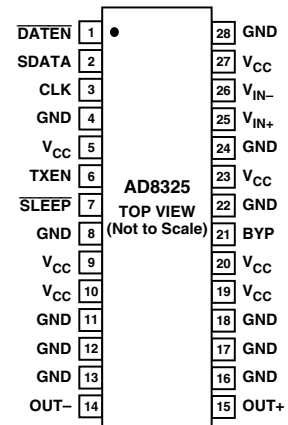 DATEN 1 28 GND
SDATA 2 27 VCC
CLK 3 26 VIN–
GND 4 25 VIN+
VCC 5 24 GND
TXEN 6 23 VCC
AD8325
SLEEP 7 22 GND
TOP VIEW
(Not to Scale)
GND 8 21 BYP
VCC 9 20 VCC
VCC 10 19 VCC
GND 11 18 GND
GND 12 17 GND
GND 13 16 GND
OUT– 14 15 OUT+